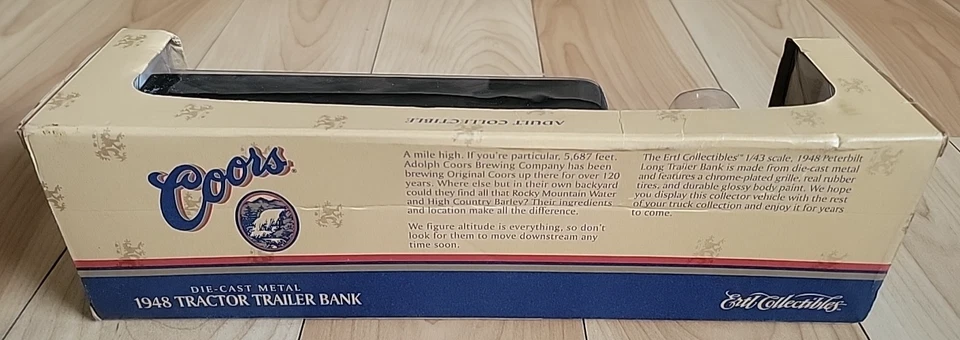 ADULT COLLECTIBLE
Coors
A mile high. If you're particular, 5,687 feet.
Adolph Coors Brewing Company has been
brewing Original Coors up there for over 120
years. Where else but in their own backyard
could they find all that Rocky Mountain Water
and High Country Barley? Their ingredients
and location make all the difference.
We figure altitude is everything, so don't
look for them to move downstream any
time soon.
The Ertl Collectibles™ 1/43 scale, 1948 Peterbilt
Long Trailer Bank is made from die-cast metal
and features a chrome-plated grille, real rubber
tires, and durable glossy body paint. We hope
you display this collector vehicle with the rest
of your truck collection and enjoy it for years
to come.
DIE-CAST METAL
1948 TRACTOR TRAILER BANK
Ertl Collectibles